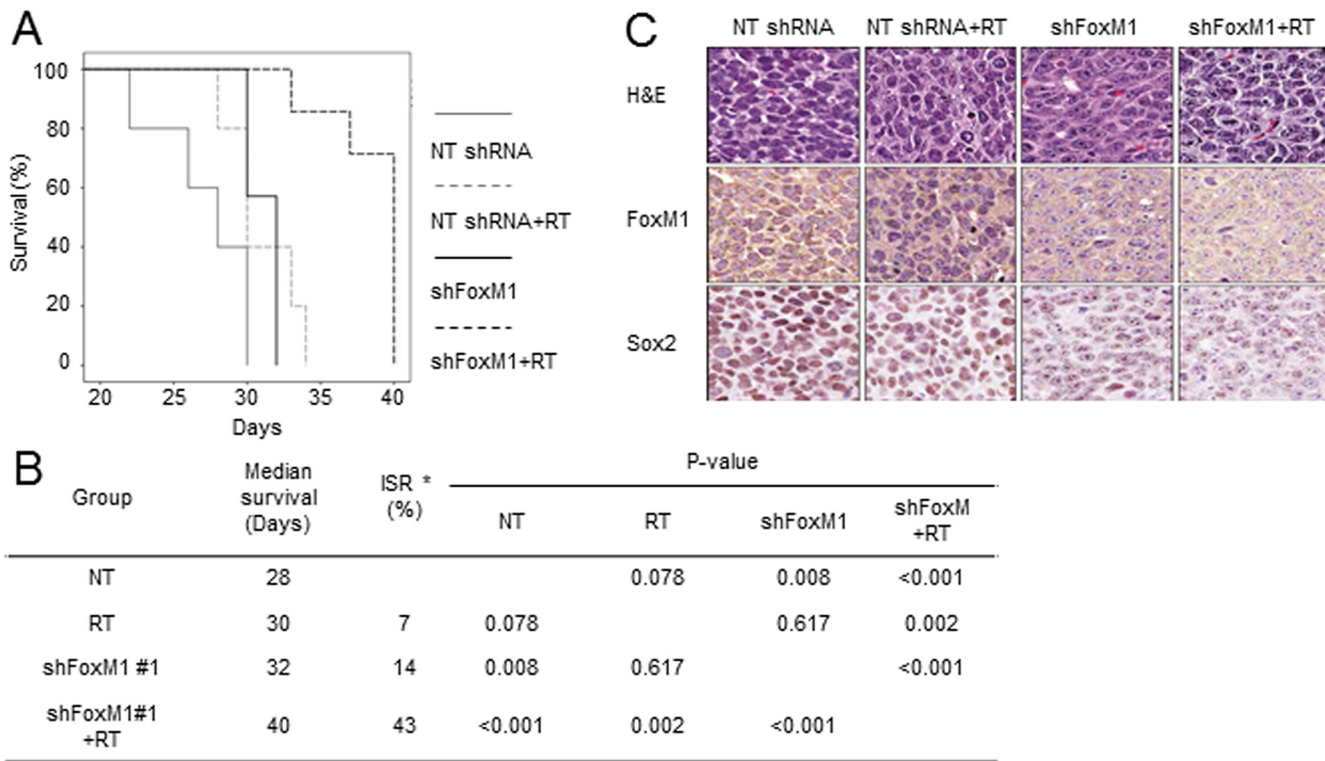 A
100
80
60
40
20
0
Survival (%)
20 25 30 35 40
Days
NT shRNA
NT shRNA+RT
shFoxM1
shFoxM1+RT
C
NT shRNA NT shRNA+RT shFoxM1 shFoxM1+RT
H&E
FoxM1
Sox2
B
Group
Median
survival
(Days)
ISR *
(%)
P-value
NT RT shFoxM1 shFoxM
+RT
NT 28 0.078 0.008 <0.001
RT 30 7 0.078 0.617 0.002
shFoxM1 #1 32 14 0.008 0.617 <0.001
shFoxM1#1
+RT 40 43 <0.001 0.002 <0.001